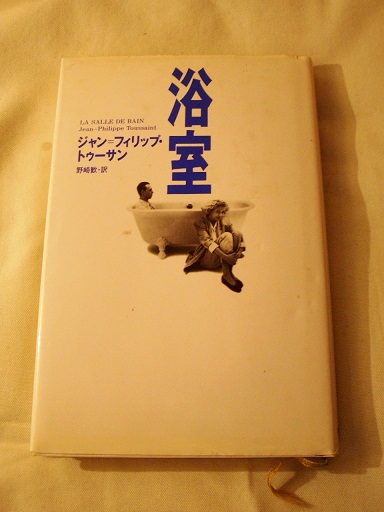 浴室
LA SALLE DE BAIN
Jean-Philippe Toussaint
ジャン=フィリップ・
トゥーサン
野崎歓・訳